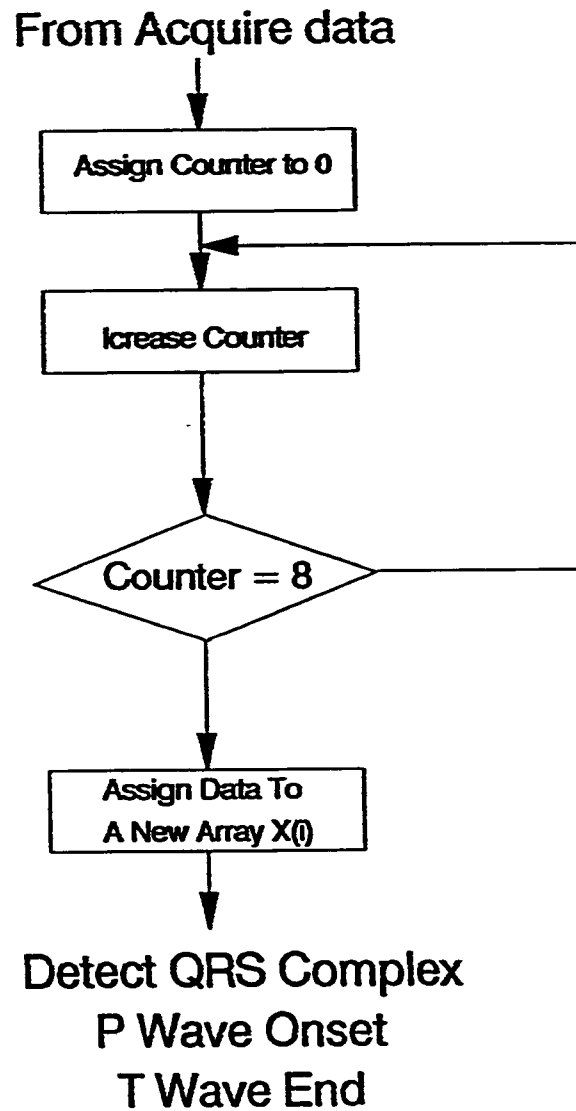 From Acquire data
Assign Counter to 0
Icrease Counter
Counter = 8
Assign Data To
A New Array X(i)
Detect QRS Complex
P Wave Onset
T Wave End